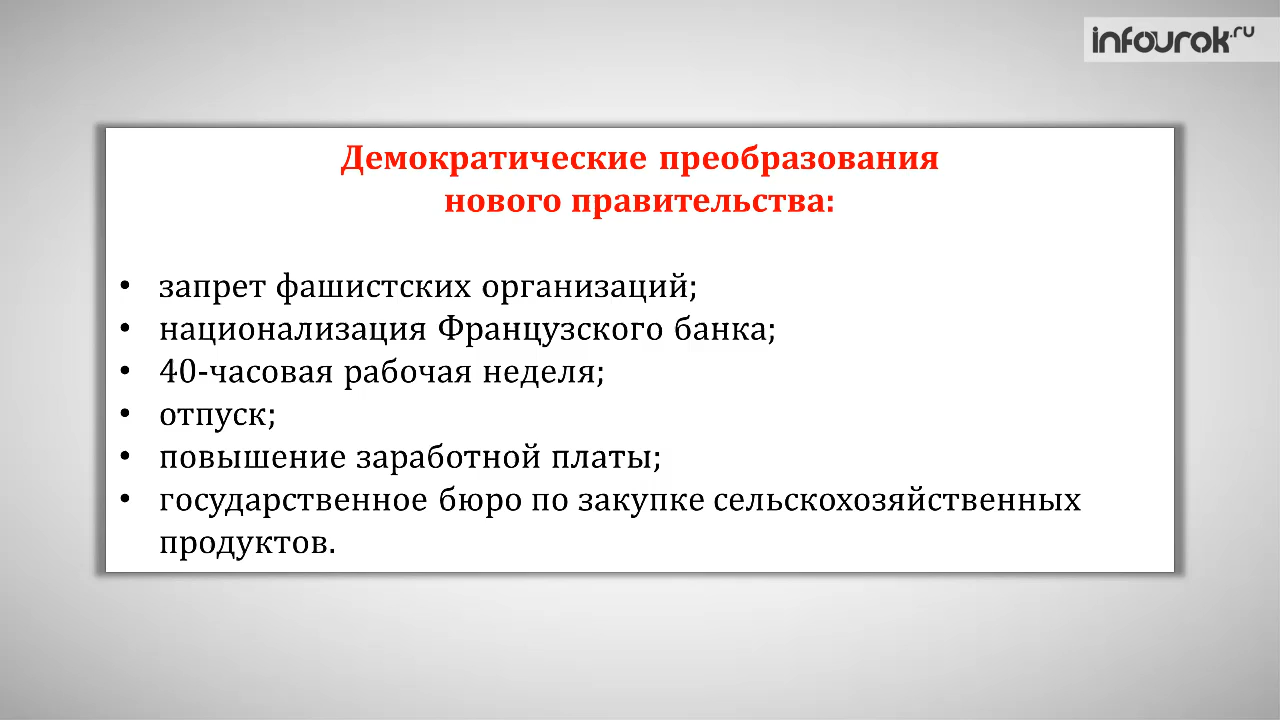 infourok.ru
Демократические преобразования
нового правительства:
• запрет фашистских организаций;
• национализация Французского банка;
• 40-часовая рабочая неделя;
• отпуск;
• повышение заработной платы;
• государственное бюро по закупке сельскохозяйственных
продуктов.